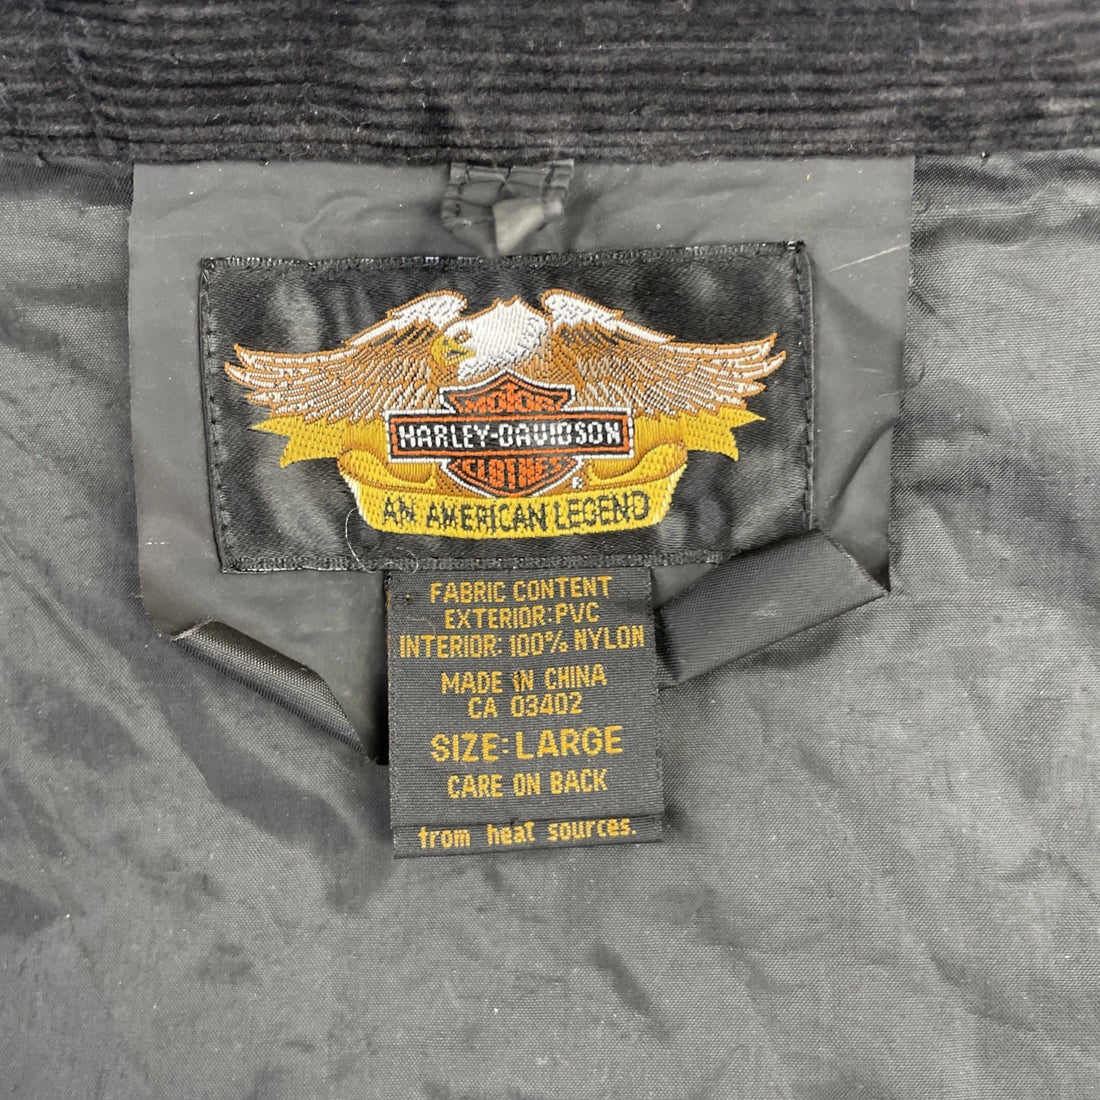 MOTOR
HARLEY-DAVIDSON
CLOTHES
®
AN AMERICAN LEGEND
FABRIC CONTENT
EXTERIOR: PVC
INTERIOR: 100% NYLON
MADE IN CHINA
CA 03402
SIZE: LARGE
CARE ON BACK
from heat sources.